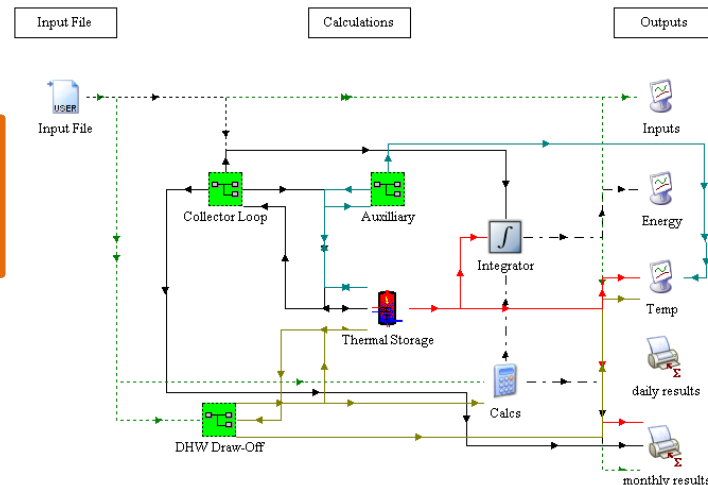 Input File
Calculations
Outputs
USER
Input File
Inputs
Collector Loop
Auxilliary
Energy
Integrator
Temp
Thermal Storage
Calcs
daily results
DHW Draw-Off
monthly results